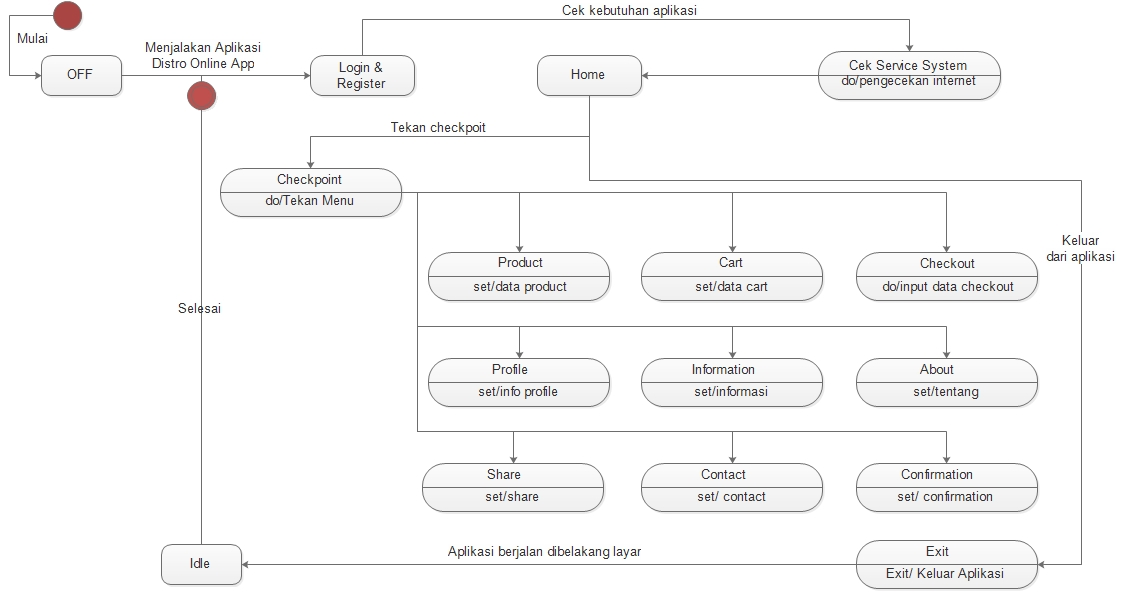 Cek kebutuhan aplikasi
Mulai
Menjalakan Aplikasi
Distro Online App
OFF
Login &
Register
Home
Cek Service System
do/pengecekan internet
Tekan checkpoit
Checkpoint
do/Tekan Menu
Keluar
dari aplikasi
Product
set/data product
Cart
set/data cart
Checkout
do/input data checkout
Selesai
Profile
set/info profile
Information
set/informasi
About
set/tentang
Share
set/share
Contact
set/ contact
Confirmation
set/ confirmation
Aplikasi berjalan dibelakang layar
Idle
Exit
Exit/ Keluar Aplikasi